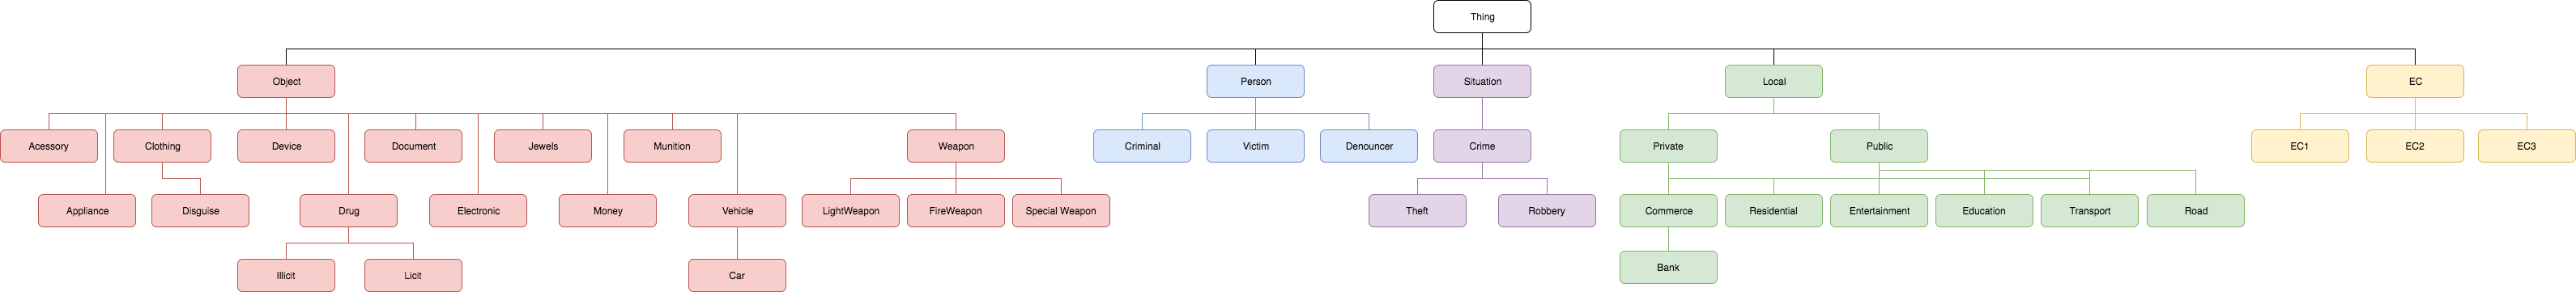 Thing
Object
Person
Situation
Local
EC
Acessory
Clothing
Device
Document
Jewels
Munition
Weapon
Criminal
Victim
Denouncer
Crime
Private
Public
EC1
EC2
EC3
Appliance
Disguise
Drug
Electronic
Money
Vehicle
LightWeapon
FireWeapon
Special Weapon
Theft
Robbery
Commerce
Residential
Entertainment
Education
Transport
Road
Illicit
Licit
Car
Bank